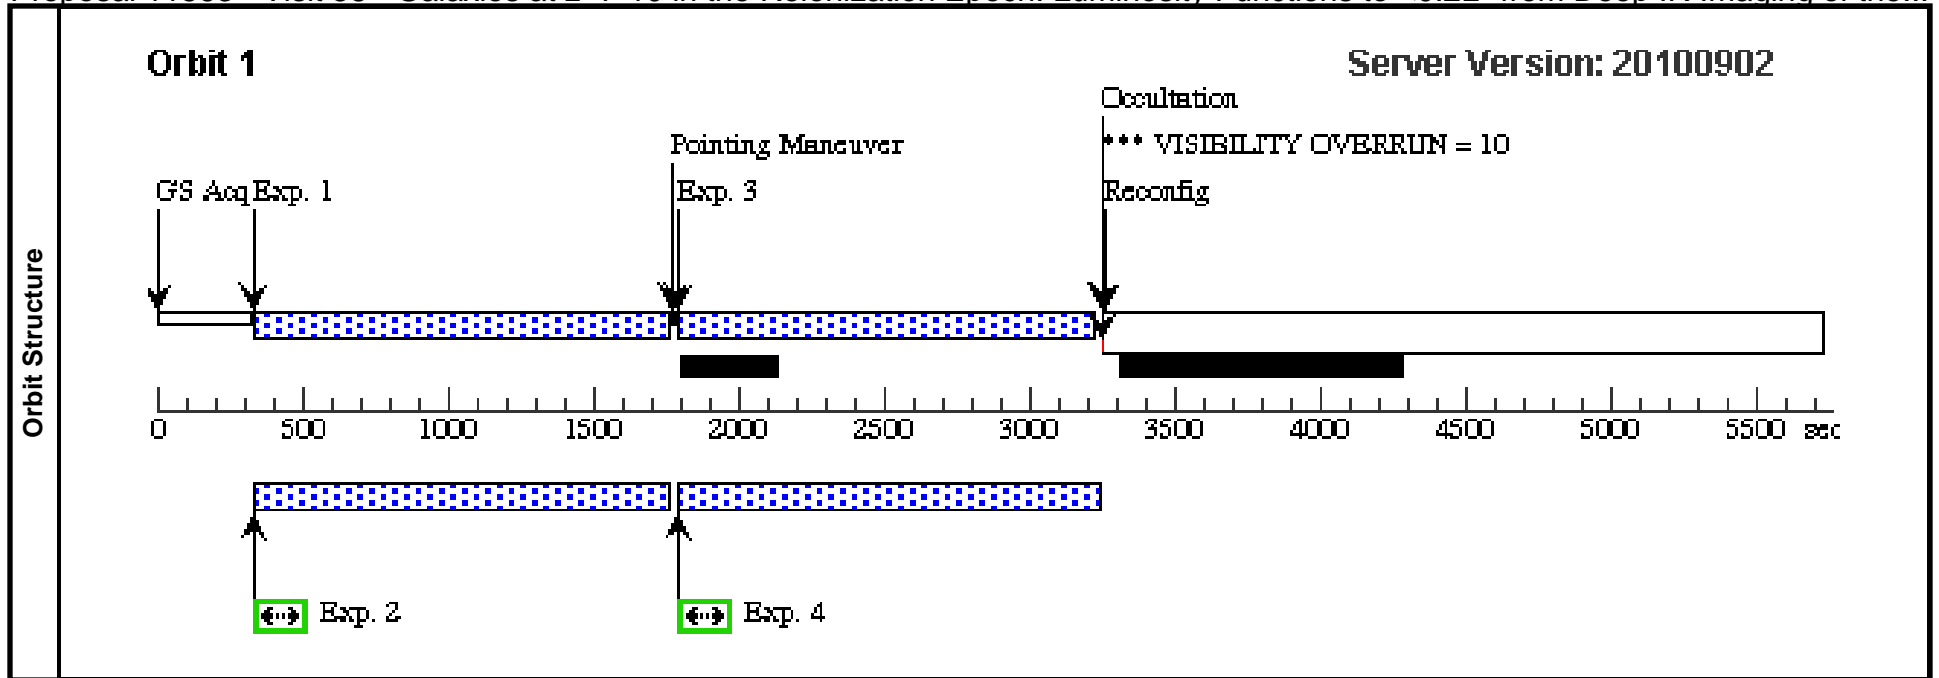 Orbit 1
Server Version: 20100902
Occultation
Pointing Maneuver
*** VISIBILITY OVERRUN = 10
GS Acq
Exp. 1
Exp. 3
Reconfig
Orbit Structure
0 500 1000 1500 2000 2500 3000 3500 4000 4500 5000 5500 sec
Exp. 2
Exp. 4